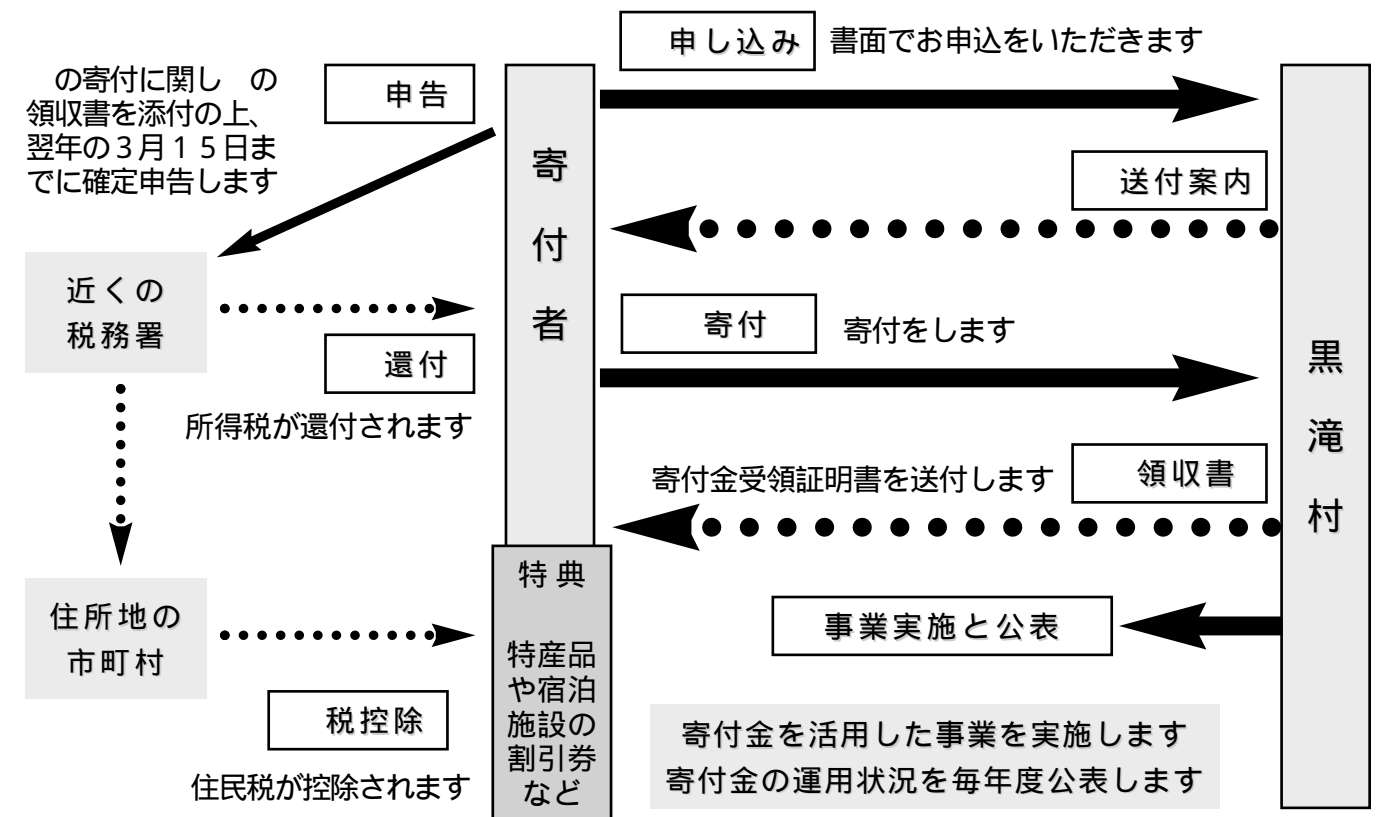 申し込み
書面でお申込をいただきます
の寄付に関し　の
領収書を添付の上、
翌年の３月１５日ま
でに確定申告します
申告
寄付者
黒滝村
送付案内
近くの
税務署
還付
所得税が還付されます
寄付
寄付をします
寄付金受領証明書を送付します
領収書
住所地の
市町村
税控除
住民税が控除されます
特典
特産品
や宿泊
施設の
割引券
など
事業実施と公表
寄付金を活用した事業を実施します
寄付金の運用状況を毎年度公表します